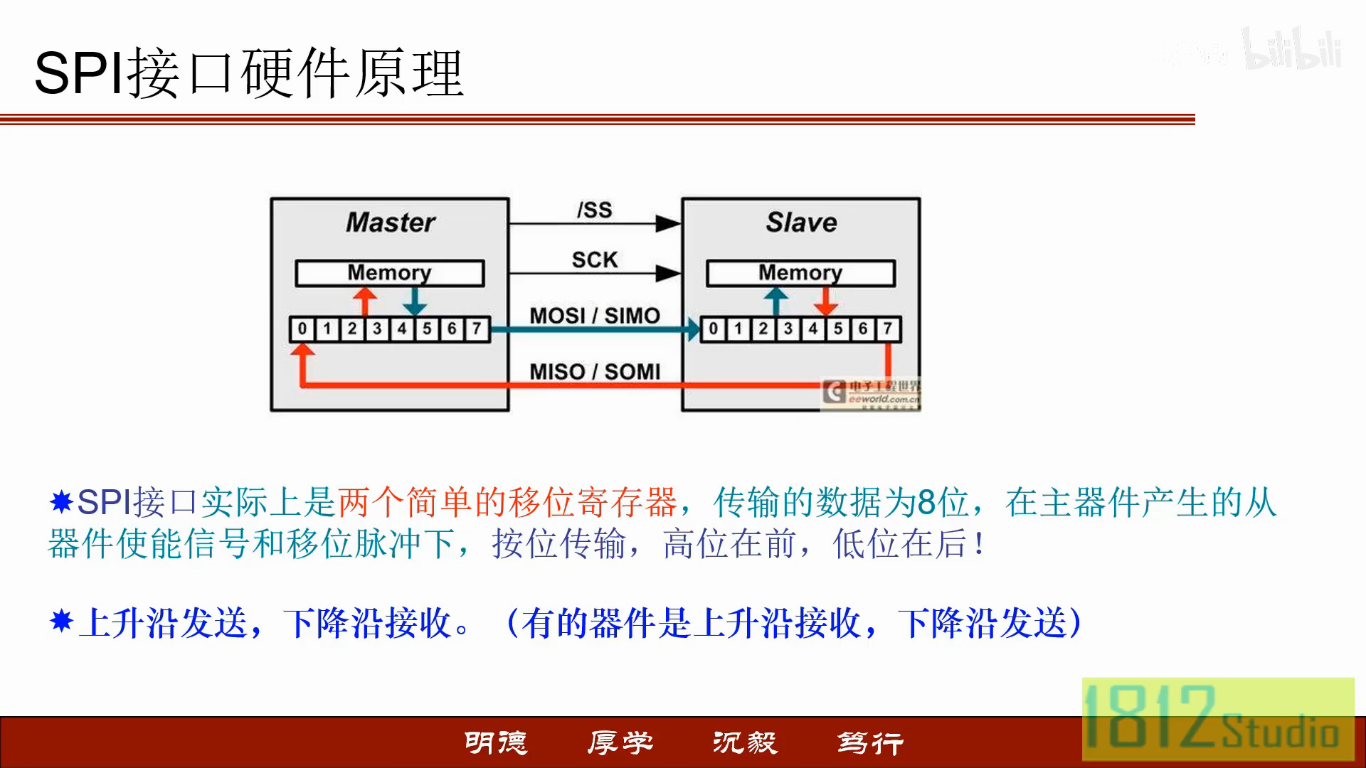 SPI接口硬件原理
bilibili
Master
/SS
Slave
SCK
Memory
Memory
MOSI / SIMO
0 1 2 3 4 5 6 7
0 1 2 3 4 5 6 7
MISO / SOMI
电子工程世界
eeworld.com.cn
✸SPI接口实际上是两个简单的移位寄存器，传输的数据为8位，在主器件产生的从
器件使能信号和移位脉冲下，按位传输，高位在前，低位在后！
✶上升沿发送，下降沿接收。（有的器件是上升沿接收，下降沿发送）
1812Studio
明德 厚学 沉毅 笃行